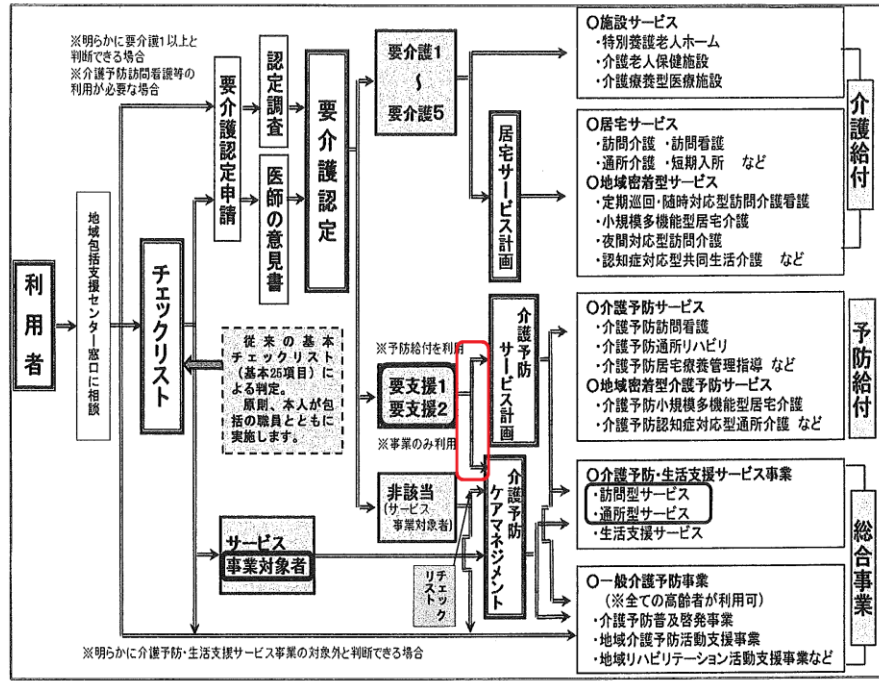 ※明らかに要介護1以上と
判断できる場合
※介護予防訪問看護等の
利用が必要な場合
利用者
地域包括支援センター窓口に相談
チェックリスト
要介護認定申請
認定調査
医師の意見書
要介護認定
従来の基本
チェックリスト
(基本25項目)に
よる判定。
原則、本人が包
括の職員とともに
実施します。
サービス
事業対象者
※明らかに介護予防・生活支援サービス事業の対象外と判断できる場合
要介護1
～
要介護5
※予防給付を利用
要支援1
要支援2
※事業のみ利用
非該当
(サービス
事業対象者)
チェック
リスト
居宅サービス計画
介護予防
サービス計画
介護予防
ケアマネジメント
〇施設サービス
・特別養護老人ホーム
・介護老人保健施設
・介護療養型医療施設
〇居宅サービス
・訪問介護 ・訪問看護
・通所介護 ・短期入所 など
〇地域密着型サービス
・定期巡回・随時対応型訪問介護看護
・小規模多機能型居宅介護
・夜間対応型訪問介護
・認知症対応型共同生活介護 など
介護給付
〇介護予防サービス
・介護予防訪問看護
・介護予防通所リハビリ
・介護予防居宅療養管理指導 など
〇地域密着型介護予防サービス
・介護予防小規模多機能型居宅介護
・介護予防認知症対応型通所介護 など
予防給付
〇介護予防・生活支援サービス事業
・訪問型サービス
・通所型サービス
・生活支援サービス
〇一般介護予防事業
(※全ての高齢者が利用可)
・介護予防普及啓発事業
・地域介護予防活動支援事業
・地域リハビリテーション活動支援事業など
総合事業